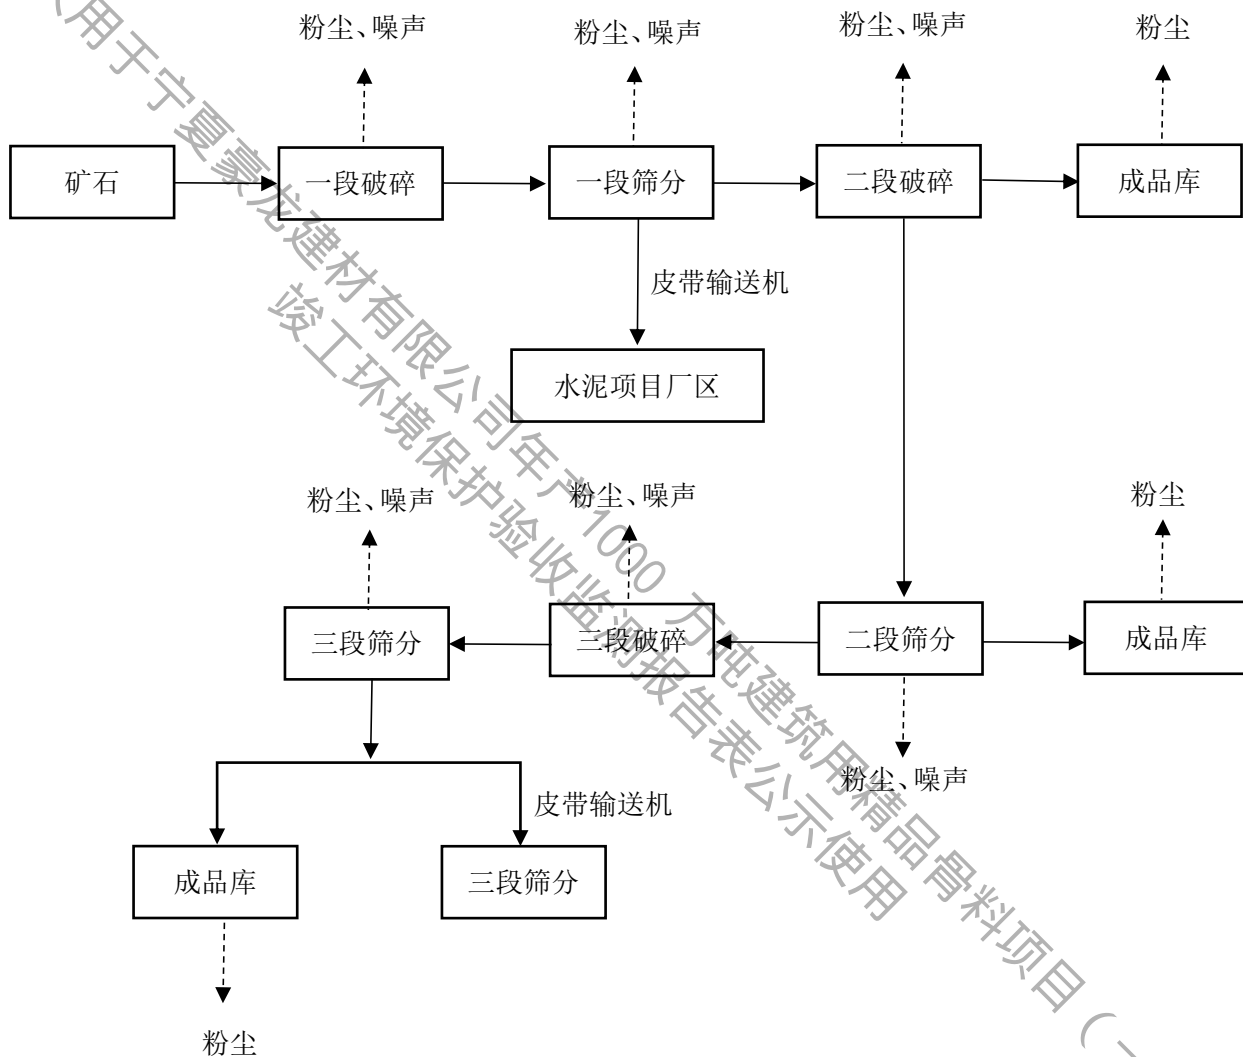 粉尘、噪声
粉尘、噪声
粉尘、噪声
粉尘
矿石
一段破碎
一段筛分
二段破碎
成品库
皮带输送机
水泥项目厂区
粉尘、噪声
粉尘、噪声
粉尘
三段筛分
三段破碎
二段筛分
成品库
粉尘、噪声
皮带输送机
成品库
三段筛分
粉尘
用于宁夏豪龙建材有限公司年产1000 万吨建筑用精品骨料项目（
竣工环境保护验收监测报告表公示使用